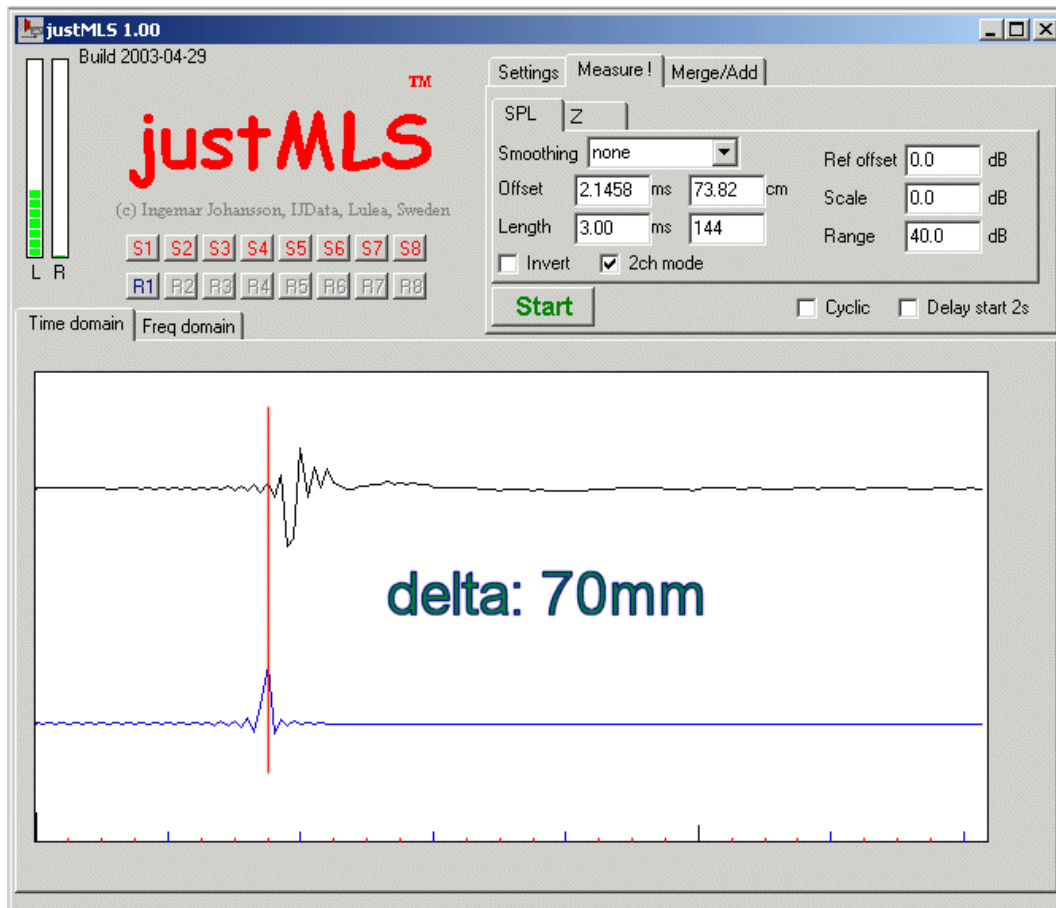 justMLS 1.00
Build 2003-04-29
TM
justMLS
(c) Ingemar Johansson, IJData, Lulea, Sweden
L R
S1 S2 S3 S4 S5 S6 S7 S8
R1 R2 R3 R4 R5 R6 R7 R8
Settings Measure ! Merge/Add
SPL Z
Smoothing none
Offset 2.1458 ms 73.82 cm
Length 3.00 ms 144
Invert 2ch mode
Ref offset 0.0 dB
Scale 0.0 dB
Range 40.0 dB
Start
Cyclic Delay start 2s
Time domain Freq domain
delta: 70mm